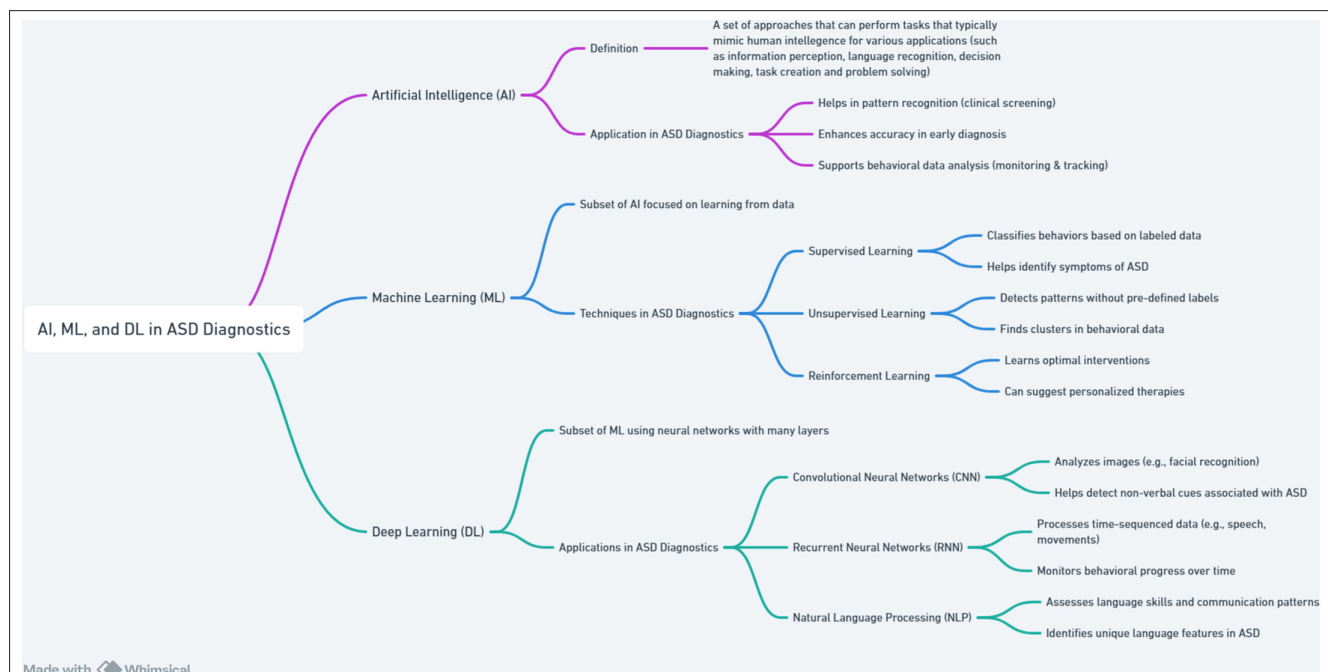 AI, ML, and DL in ASD Diagnostics
Artificial Intelligence (AI)
Definition
A set of approaches that can perform tasks that typically
mimic human intellegence for various applications (such
as information perception, language recognition, decision
making, task creation and problem solving)
Application in ASD Diagnostics
Helps in pattern recognition (clinical screening)
Enhances accuracy in early diagnosis
Supports behavioral data analysis (monitoring & tracking)
Machine Learning (ML)
Subset of AI focused on learning from data
Techniques in ASD Diagnostics
Supervised Learning
Classifies behaviors based on labeled data
Helps identify symptoms of ASD
Unsupervised Learning
Detects patterns without pre-defined labels
Finds clusters in behavioral data
Reinforcement Learning
Learns optimal interventions
Can suggest personalized therapies
Deep Learning (DL)
Subset of ML using neural networks with many layers
Applications in ASD Diagnostics
Convolutional Neural Networks (CNN)
Analyzes images (e.g., facial recognition)
Helps detect non-verbal cues associated with ASD
Recurrent Neural Networks (RNN)
Processes time-sequenced data (e.g., speech,
movements)
Monitors behavioral progress over time
Natural Language Processing (NLP)
Assesses language skills and communication patterns
Identifies unique language features in ASD
Made with Whimsical